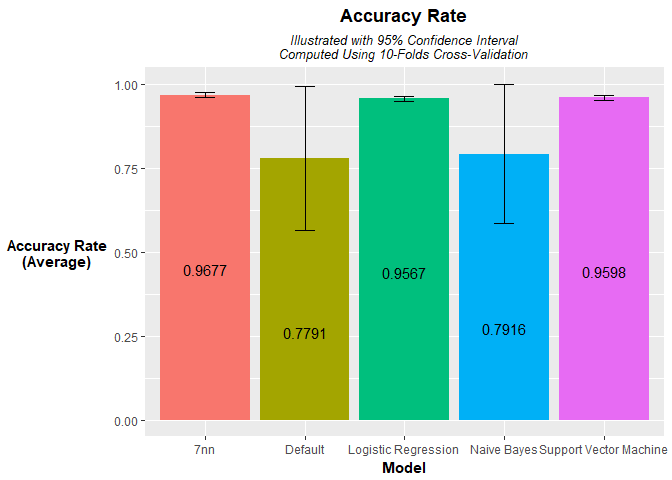 Accuracy Rate
Illustrated with 95% Confidence Interval
Computed Using 10-Folds Cross-Validation
Accuracy Rate
(Average)
1.00
0.75
0.50
0.25
0.00
0.9677
0.7791
0.9567
0.7916
0.9598
7nn
Default
Logistic Regression
Naive Bayes
Support Vector Machine
Model